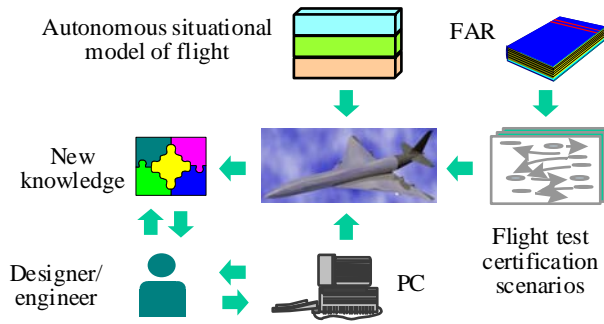 Autonomous situational
model of flight
FAR
New
knowledge
Designer/
engineer
PC
Flight test
certification
scenarios